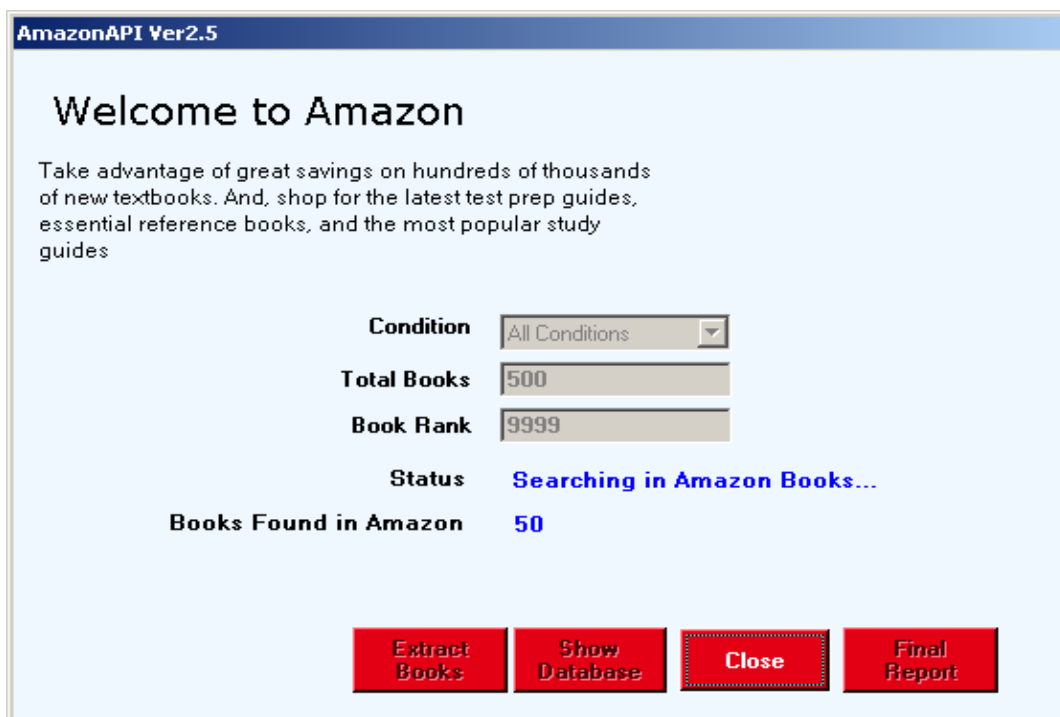 AmazonAPI Ver2.5
Welcome to Amazon
Take advantage of great savings on hundreds of thousands
of new textbooks. And, shop for the latest test prep guides,
essential reference books, and the most popular study
guides
Condition All Conditions
Total Books 500
Book Rank 9999
Status Searching in Amazon Books...
Books Found in Amazon 50
Extract Books
Show Database
Close
Final Report